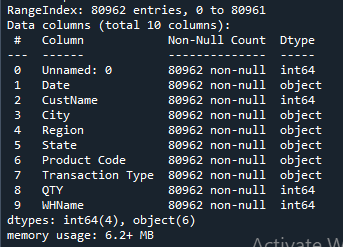 RangeIndex: 80962 entries, 0 to 80961
Data columns (total 10 columns):
 #   Column            Non-Null Count  Dtype
---  ------            --------------  -----
 0   Unnamed: 0        80962 non-null  int64
 1   Date              80962 non-null  object
 2   CustName          80962 non-null  int64
 3   City              80962 non-null  object
 4   Region            80962 non-null  object
 5   State             80962 non-null  object
 6   Product Code      80962 non-null  object
 7   Transaction Type  80962 non-null  object
 8   QTY               80962 non-null  int64
 9   WHName            80962 non-null  int64
dtypes: int64(4), object(6)
memory usage: 6.2+ MB
Activate W